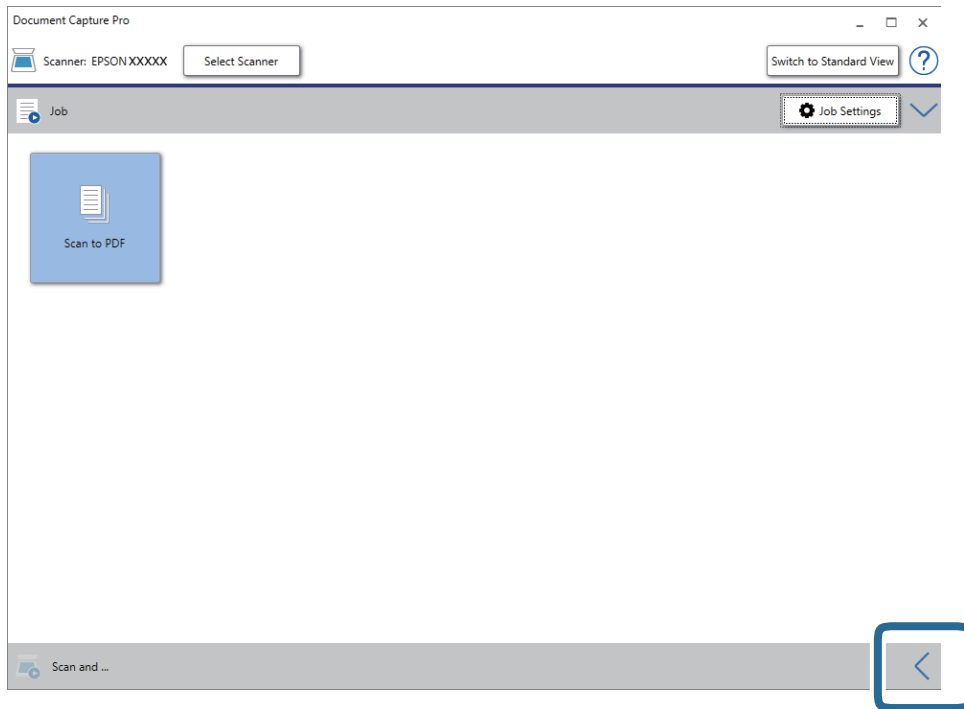 Document Capture Pro
Scanner: EPSON XXXXX
Select Scanner
Switch to Standard View
?
Job
Job Settings
Scan to PDF
Scan and ...